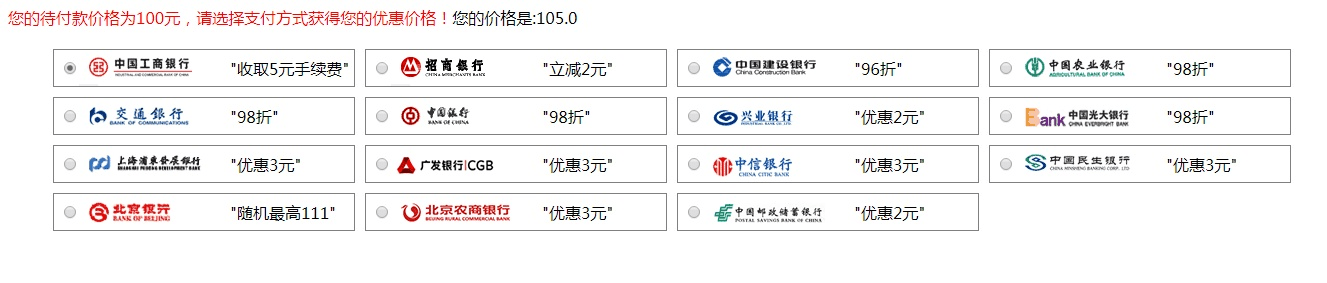 您的待付款价格为100元，请选择支付方式获得您的优惠价格！您的价格是:105.0
中国工商银行 INDUSTRIAL AND COMMERCIAL BANK OF CHINA "收取5元手续费"
招商银行 CHINA MERCHANTS BANK "立减2元"
中国建设银行 China Construction Bank "96折"
中国农业银行 AGRICULTURAL BANK OF CHINA "98折"
交通银行 BANK OF COMMUNICATIONS "98折"
中国银行 BANK OF CHINA "98折"
兴业银行 INDUSTRIAL BANK CO.,LTD. "优惠2元"
Bank 中国光大银行 CHINA EVERBRIGHT BANK "98折"
上海浦东发展银行 SHANGHAI PUDONG DEVELOPMENT BANK "优惠3元"
广发银行|CGB "优惠3元"
中信银行 CHINA CITIC BANK "优惠3元"
中国民生银行 CHINA MINSHENG BANKING CORP., LTD "优惠3元"
北京银行 BANK OF BEIJING "随机最高111"
北京农商银行 BEIJING RURAL COMMERCIAL BANK "优惠3元"
中国邮政储蓄银行 POSTAL SAVINGS BANK OF CHINA "优惠2元"